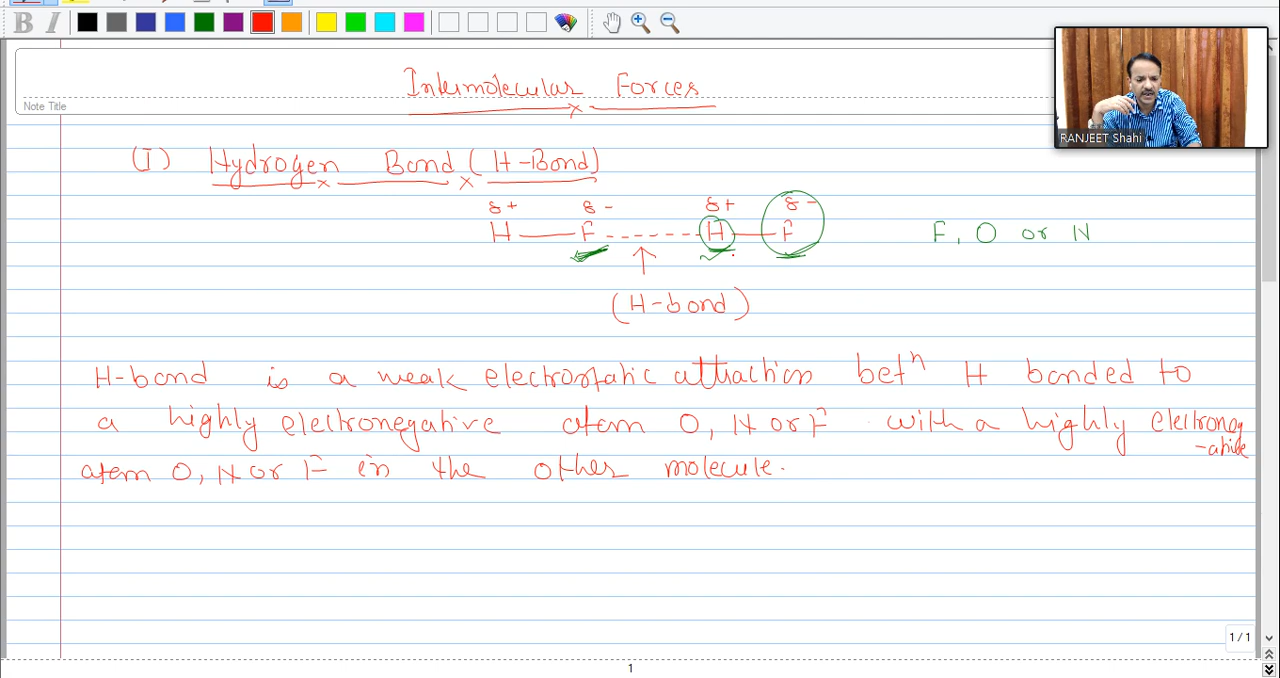 B I
Intermolecular Forces
Note Title
RANJEET Shahi
(I) Hydrogen Bond (H-Bond)
δ+ δ- δ+ δ-
H — F ------ H — F F, O or N
(H-bond)
H-bond is a weak electrostatic attraction betn H bonded to
a highly electronegative atom O, N or F with a highly electroneg
-ative
atom O, N or F in the other molecule.
1 / 1
1